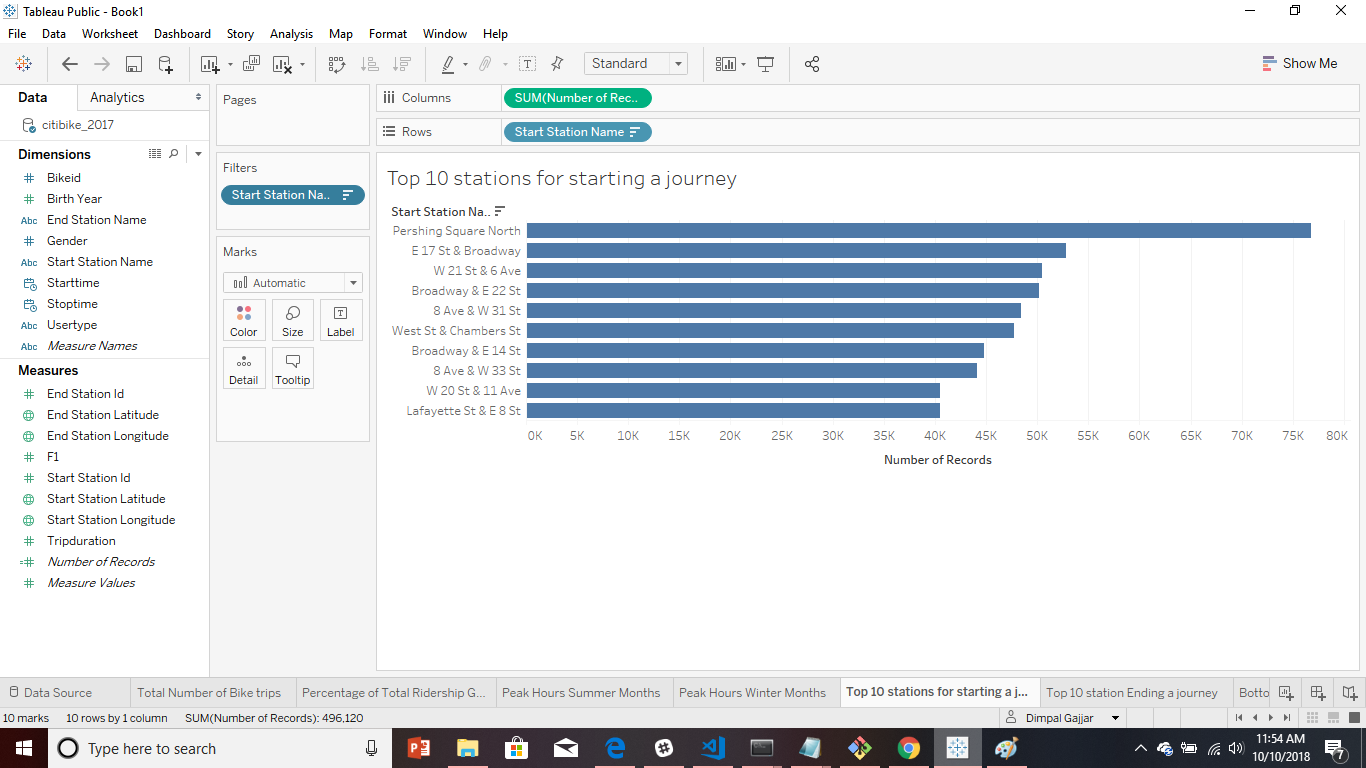 Tableau Public - Book1
File Data Worksheet Dashboard Story Analysis Map Format Window Help
Standard
Show Me
Data Analytics
citibike_2017
Dimensions
# Bikeid
# Birth Year
Abc End Station Name
# Gender
Abc Start Station Name
Starttime
Stoptime
Abc Usertype
Abc Measure Names
Measures
# End Station Id
End Station Latitude
End Station Longitude
# F1
# Start Station Id
Start Station Latitude
Start Station Longitude
# Tripduration
=# Number of Records
# Measure Values
Pages
Filters
Start Station Na..
Marks
Automatic
Color Size Label
Detail Tooltip
Columns SUM(Number of Rec..
Rows Start Station Name
Top 10 stations for starting a journey
Start Station Na..
Pershing Square North
E 17 St & Broadway
W 21 St & 6 Ave
Broadway & E 22 St
8 Ave & W 31 St
West St & Chambers St
Broadway & E 14 St
8 Ave & W 33 St
W 20 St & 11 Ave
Lafayette St & E 8 St
0K 5K 10K 15K 20K 25K 30K 35K 40K 45K 50K 55K 60K 65K 70K 75K 80K
Number of Records
Data Source Total Number of Bike trips Percentage of Total Ridership G... Peak Hours Summer Months Peak Hours Winter Months Top 10 stations for starting a j... Top 10 station Ending a journey Botto
10 marks 10 rows by 1 column SUM(Number of Records): 496,120 Dimpal Gajjar
Type here to search
11:54 AM
10/10/2018
7